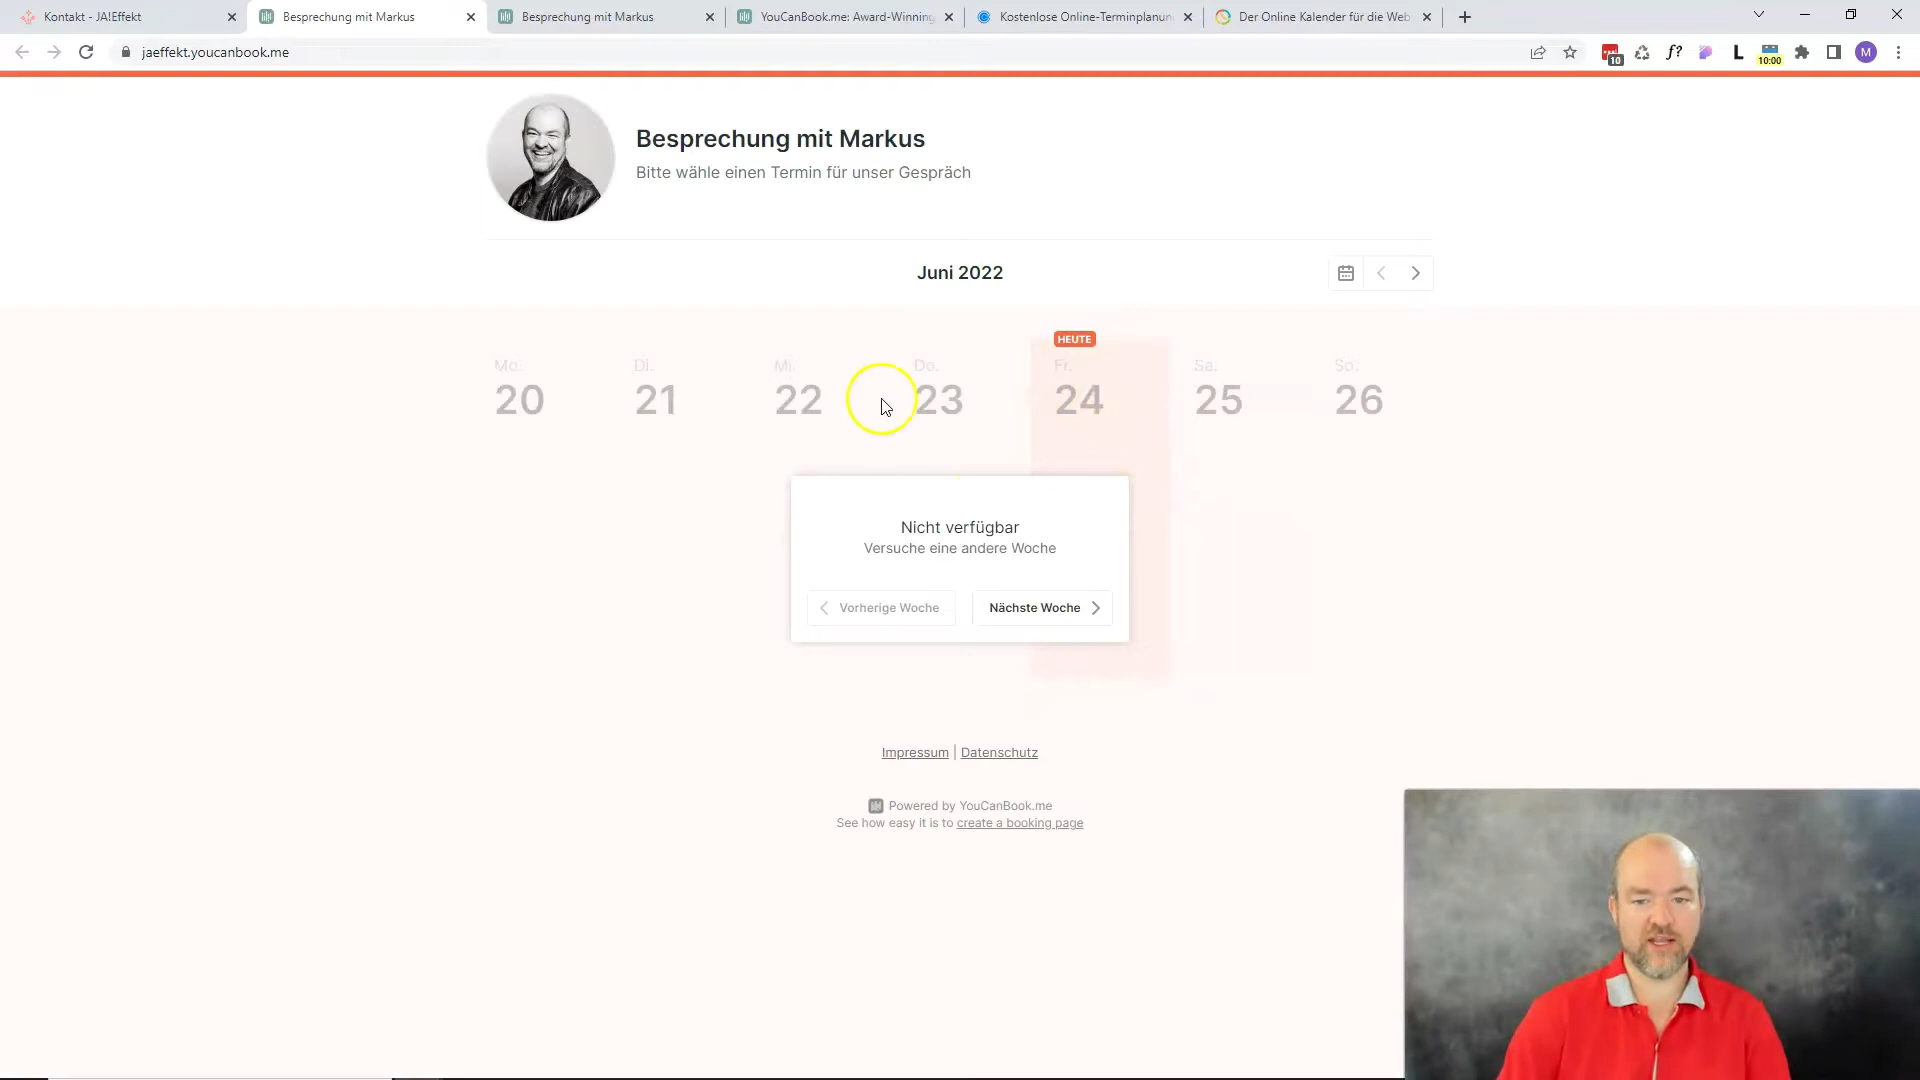 Kontakt - JA!Effekt
Besprechung mit Markus
Besprechung mit Markus
YouCanBook.me: Award-Winning
Kostenlose Online-Terminplanun
Der Online Kalender für die Web
jaeffekt.youcanbook.me
10
f?
L
10:00
M
Besprechung mit Markus
Bitte wähle einen Termin für unser Gespräch
Juni 2022
HEUTE
Mo. Di. Mi. Do. Fr. Sa. So.
20 21 22 23 24 25 26
Nicht verfügbar
Versuche eine andere Woche
Vorherige Woche
Nächste Woche
Impressum | Datenschutz
Powered by YouCanBook.me
See how easy it is to create a booking page